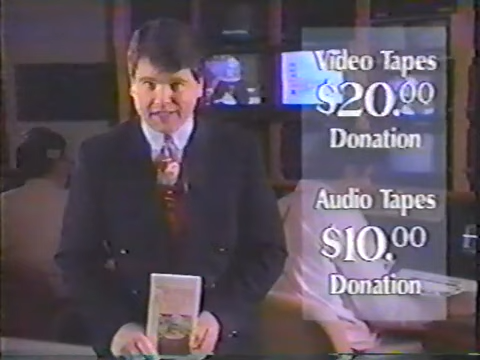 Video Tapes
$20.00
Donation
Audio Tapes
$10.00
Donation